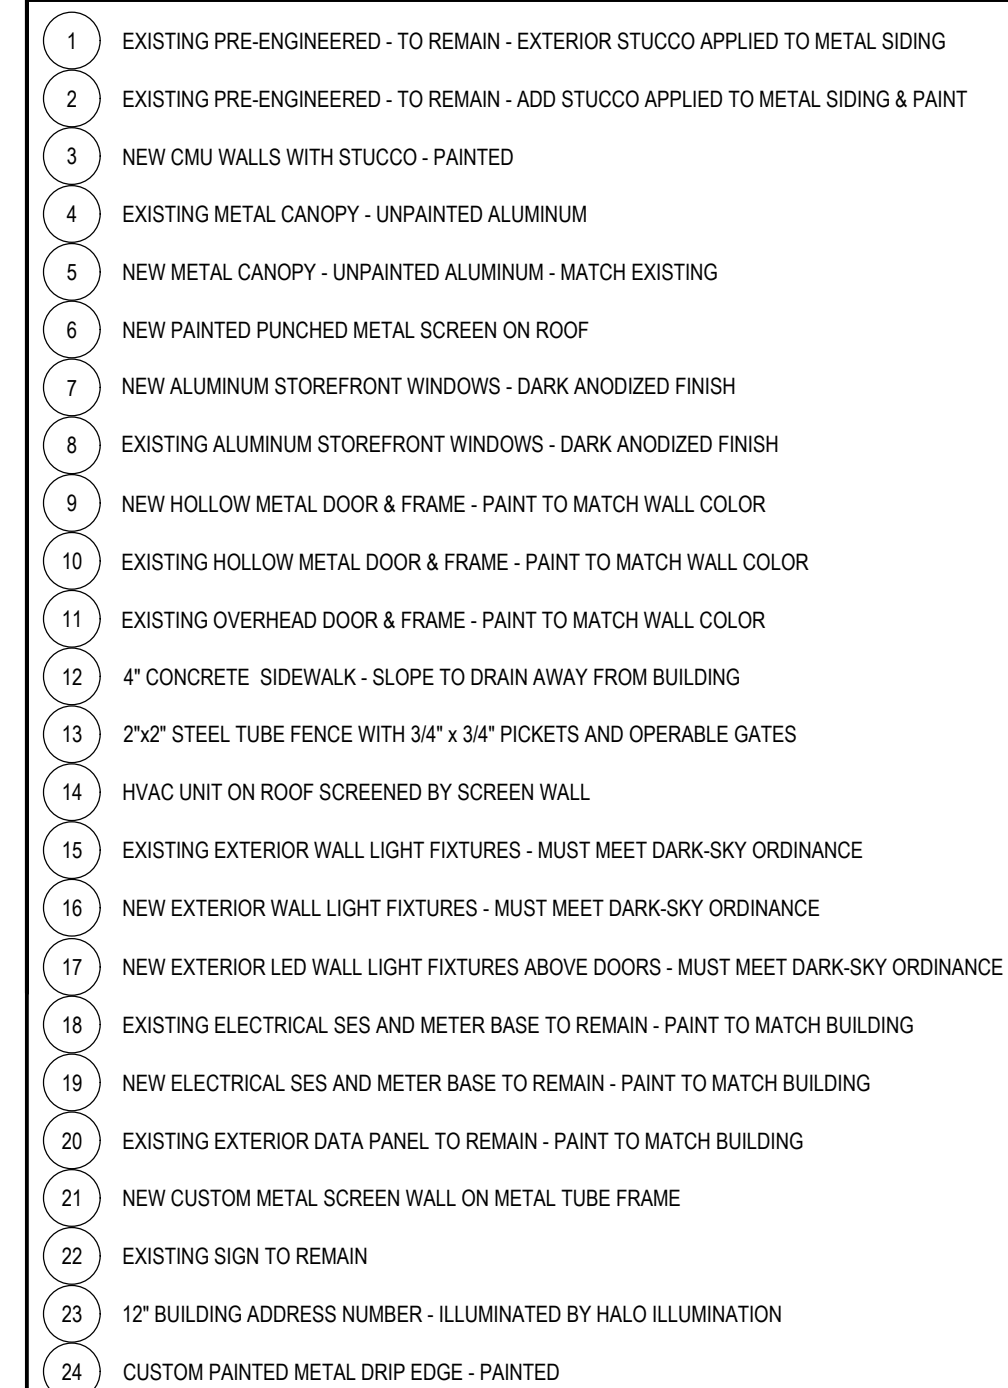 1 EXISTING PRE-ENGINEERED - TO REMAIN - EXTERIOR STUCCO APPLIED TO METAL SIDING
2 EXISTING PRE-ENGINEERED - TO REMAIN - ADD STUCCO APPLIED TO METAL SIDING & PAINT
3 NEW CMU WALLS WITH STUCCO - PAINTED
4 EXISTING METAL CANOPY - UNPAINTED ALUMINUM
5 NEW METAL CANOPY - UNPAINTED ALUMINUM - MATCH EXISTING
6 NEW PAINTED PUNCHED METAL SCREEN ON ROOF
7 NEW ALUMINUM STOREFRONT WINDOWS - DARK ANODIZED FINISH
8 EXISTING ALUMINUM STOREFRONT WINDOWS - DARK ANODIZED FINISH
9 NEW HOLLOW METAL DOOR & FRAME - PAINT TO MATCH WALL COLOR
10 EXISTING HOLLOW METAL DOOR & FRAME - PAINT TO MATCH WALL COLOR
11 EXISTING OVERHEAD DOOR & FRAME - PAINT TO MATCH WALL COLOR
12 4" CONCRETE SIDEWALK - SLOPE TO DRAIN AWAY FROM BUILDING
13 2"x2" STEEL TUBE FENCE WITH 3/4" x 3/4" PICKETS AND OPERABLE GATES
14 HVAC UNIT ON ROOF SCREENED BY SCREEN WALL
15 EXISTING EXTERIOR WALL LIGHT FIXTURES - MUST MEET DARK-SKY ORDINANCE
16 NEW EXTERIOR WALL LIGHT FIXTURES - MUST MEET DARK-SKY ORDINANCE
17 NEW EXTERIOR LED WALL LIGHT FIXTURES ABOVE DOORS - MUST MEET DARK-SKY ORDINANCE
18 EXISTING ELECTRICAL SES AND METER BASE TO REMAIN - PAINT TO MATCH BUILDING
19 NEW ELECTRICAL SES AND METER BASE TO REMAIN - PAINT TO MATCH BUILDING
20 EXISTING EXTERIOR DATA PANEL TO REMAIN - PAINT TO MATCH BUILDING
21 NEW CUSTOM METAL SCREEN WALL ON METAL TUBE FRAME
22 EXISTING SIGN TO REMAIN
23 12" BUILDING ADDRESS NUMBER - ILLUMINATED BY HALO ILLUMINATION
24 CUSTOM PAINTED METAL DRIP EDGE - PAINTED